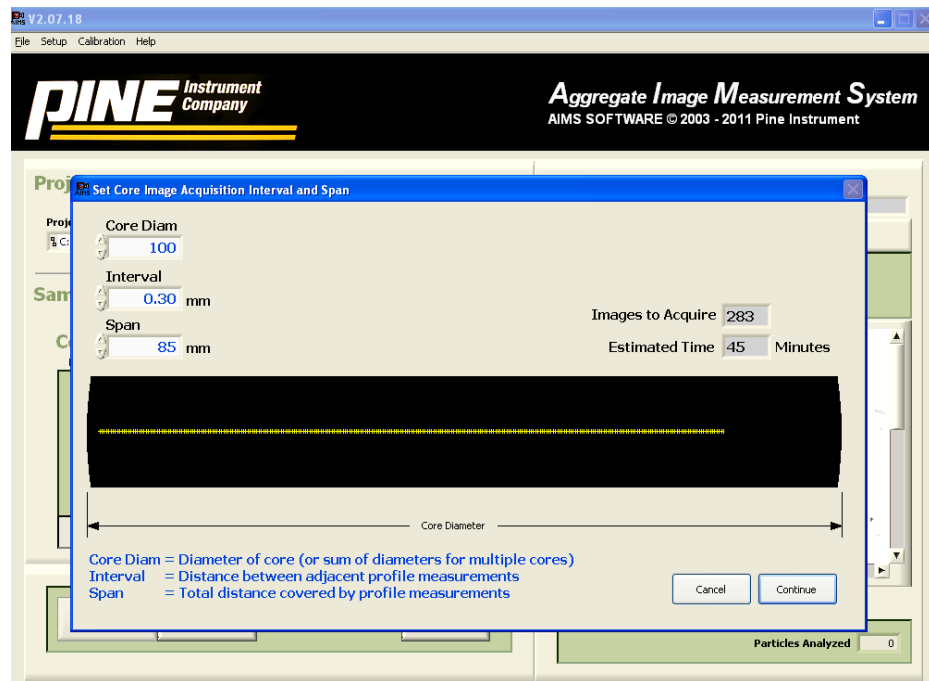 V2.07.18
File Setup Calibration Help
PINE Instrument Company
Aggregate Image Measurement System
AIMS SOFTWARE © 2003 - 2011 Pine Instrument
Set Core Image Acquisition Interval and Span
Core Diam
100
Interval
0.30 mm
Span
85 mm
Images to Acquire 283
Estimated Time 45 Minutes
Core Diameter
Core Diam = Diameter of core (or sum of diameters for multiple cores)
Interval = Distance between adjacent profile measurements
Span = Total distance covered by profile measurements
Cancel Continue
Particles Analyzed 0